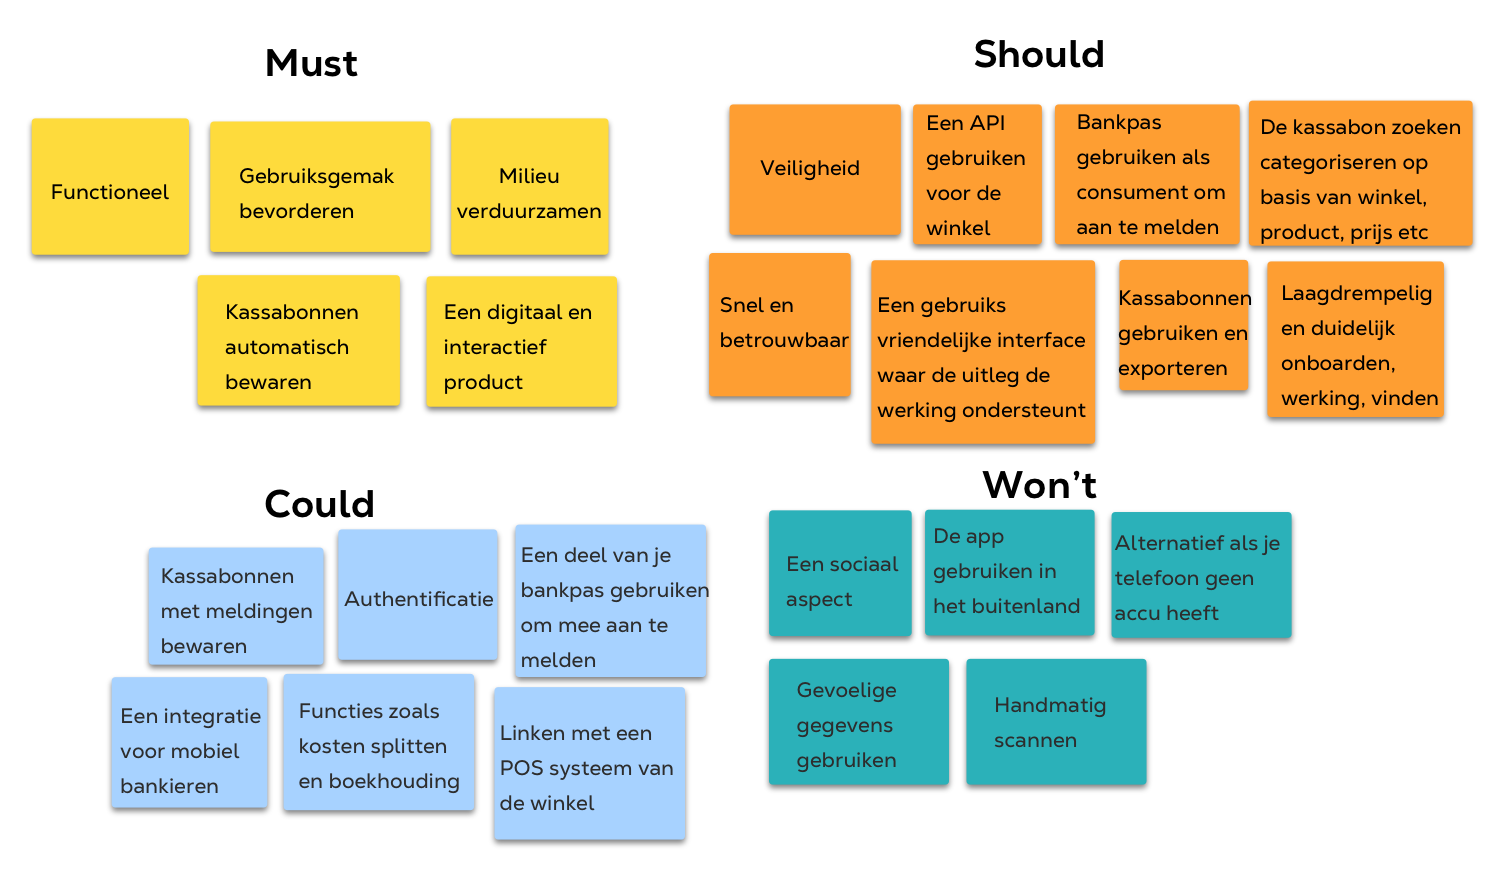 Must
Functioneel
Gebruiksgemak
bevorderen
Milieu
verduurzamen
Kassabonnen
automatisch
bewaren
Een digitaal en
interactief
product
Should
Veiligheid
Een API
gebruiken
voor de
winkel
Bankpas
gebruiken als
consument om
aan te melden
De kassabon zoeken
categoriseren op
basis van winkel,
product, prijs etc
Snel en
betrouwbaar
Een gebruiks
vriendelijke interface
waar de uitleg de
werking ondersteunt
Kassabonnen
gebruiken en
exporteren
Laagdrempelig
en duidelijk
onboarden,
werking, vinden
Could
Kassabonnen
met meldingen
bewaren
Authentificatie
Een deel van je
bankpas gebruiken
om mee aan te
melden
Een integratie
voor mobiel
bankieren
Functies zoals
kosten splitten
en boekhouding
Linken met een
POS systeem van
de winkel
Won't
Een sociaal
aspect
De app
gebruiken in
het buitenland
Alternatief als je
telefoon geen
accu heeft
Gevoelige
gegevens
gebruiken
Handmatig
scannen